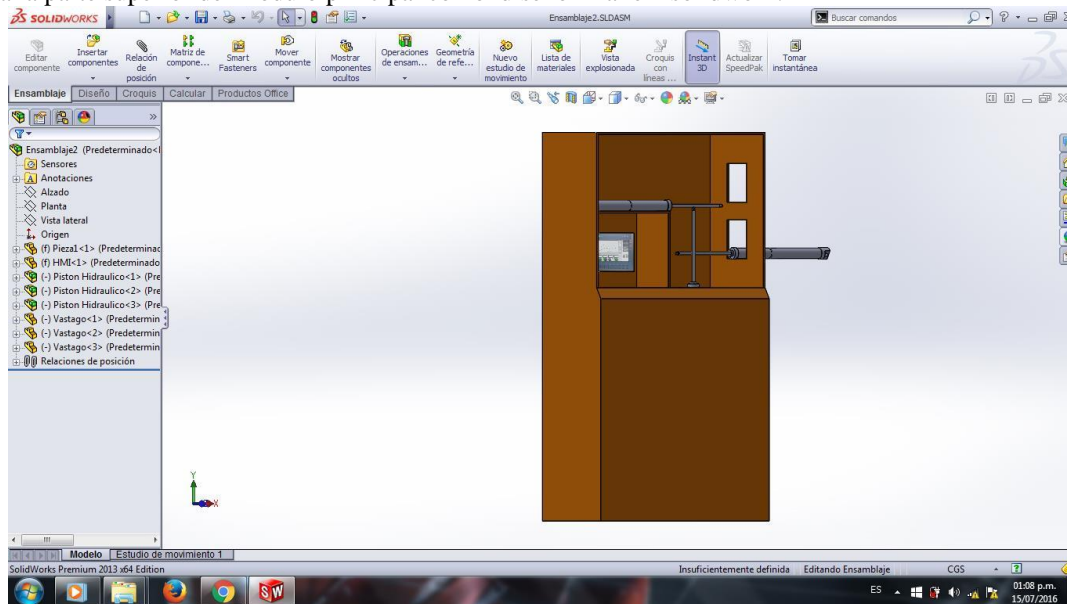 SOLIDWORKS
Ensamblaje2.SLDASM
Buscar comandos
Editar componente
Insertar componentes
Relación de posición
Matriz de compone...
Smart Fasteners
Mover componente
Mostrar componentes ocultos
Operaciones de ensam...
Geometría de refe...
Nuevo estudio de movimiento
Lista de materiales
Vista explosionada
Croquis con líneas ...
Instant 3D
Actualizar SpeedPak
Tomar instantánea
Ensamblaje Diseño Croquis Calcular Productos Office
Ensamblaje2 (Predeterminado<
Sensores
Anotaciones
Alzado
Planta
Vista lateral
Origen
(f) Pieza1<1> (Predeterminac
(f) HMI<1> (Predeterminado
(-) Piston Hidraulico<1> (Pre
(-) Piston Hidraulico<2> (Pre
(-) Piston Hidraulico<3> (Pre
(-) Vastago<1> (Predetermin
(-) Vastago<2> (Predetermin
(-) Vastago<3> (Predetermin
Relaciones de posición
Y
X
Modelo Estudio de movimiento 1
SolidWorks Premium 2013 x64 Edition
Insuficientemente definida Editando Ensamblaje CGS
ES
01:08 p.m.
15/07/2016